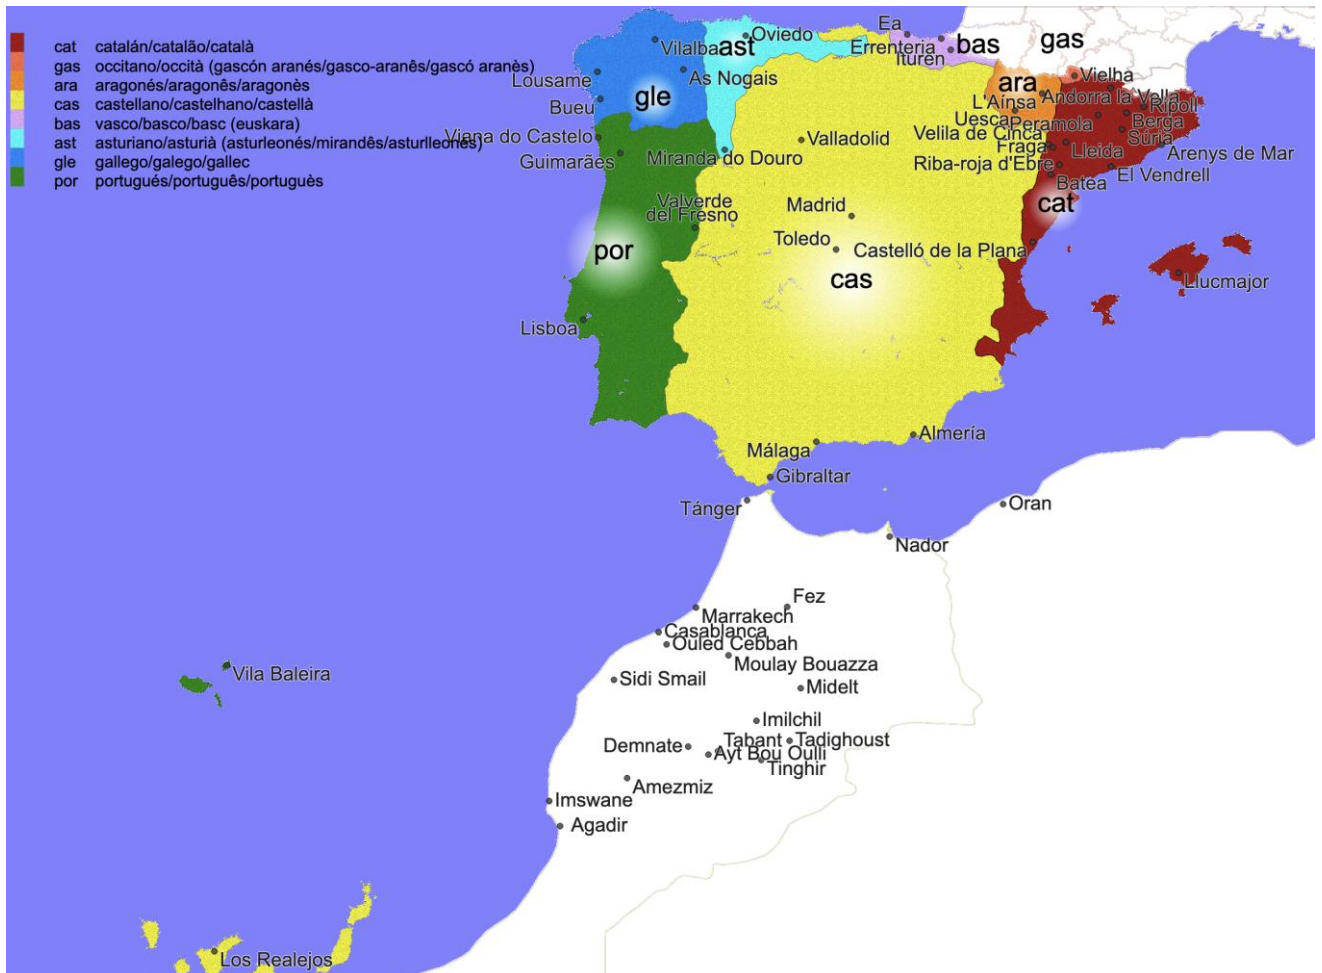 cat catalán/catalão/català
gas occitano/occità (gascón aranés/gasco-aranês/gascó aranès)
ara aragonés/aragonês/aragonès
cas castellano/castelhano/castellà
bas vasco/basco/basc (euskara)
ast asturiano/asturià (asturleonés/mirandês/asturlleonés)
gle gallego/galego/gallec
por portugués/português/portuguès
Ea
Oviedo
Vilalba
ast
Errenteria
bas
gas
Ituren
Lousame
As Nogais
gle
Bueu
ara
Vielha
L'Aínsa
Andorra la Vella
Ripoll
Uesca
Peramola
Berga
Viana do Castelo
Valladolid
Velila de Cinca
Súria
Guimarães
Miranda do Douro
Fraga
Lleida
Arenys de Mar
Riba-roja d'Ebre
El Vendrell
Batea
Valverde
del Fresno
Madrid
cat
Toledo
por
Castelló de la Plana
cas
Llucmajor
Lisboa
Almería
Málaga
Gibraltar
Tánger
Oran
Nador
Fez
Marrakech
Casablanca
Ouled Cebbah
Moulay Bouazza
Vila Baleira
Sidi Smail
Midelt
Imilchil
Demnate
Tabant
Tadighoust
Ayt Bou Oulli
Tinghir
Amezmiz
Imswane
Agadir
Los Realejos